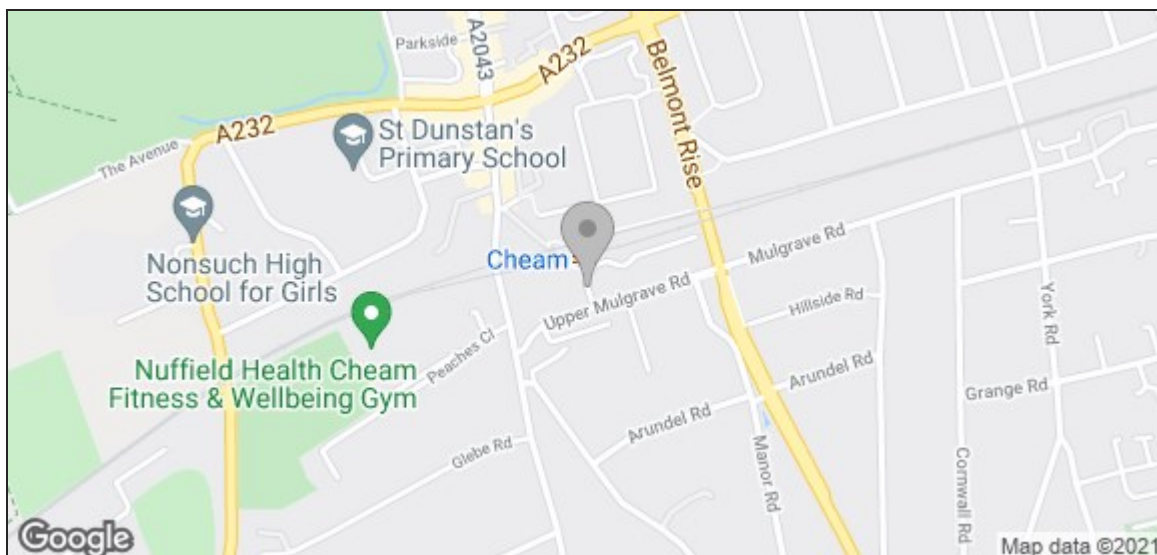 Parkside
A2043
A232
Belmont Rise
A232
St Dunstan's
Primary School
The Avenue
Nonsuch High
School for Girls
Cheam
Mulgrave Rd
Upper Mulgrave Rd
Hillside Rd
York Rd
Nuffield Health Cheam
Fitness & Wellbeing Gym
Peaches Cl
Arundel Rd
Grange Rd
Arundel Rd
Glebe Rd
Manor Rd
Cornwall Rd
Google
Map data ©2021